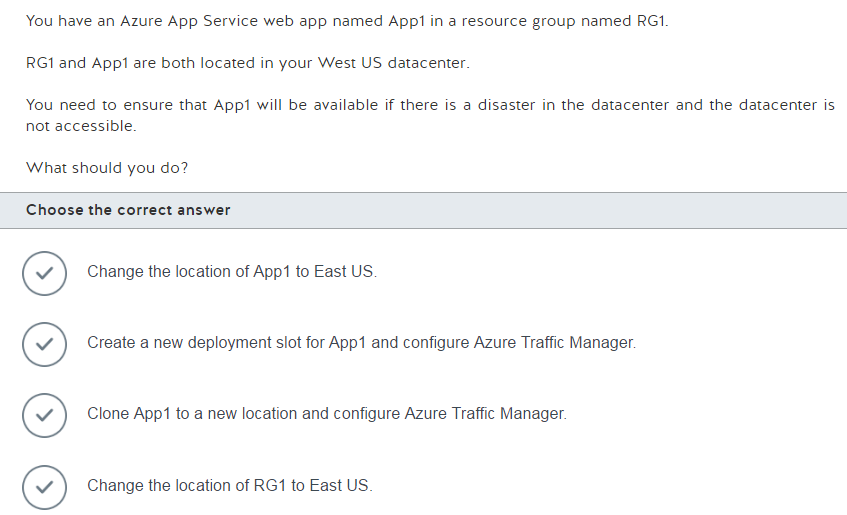 You have an Azure App Service web app named App1 in a resource group named RG1.
RG1 and App1 are both located in your West US datacenter.
You need to ensure that App1 will be available if there is a disaster in the datacenter and the datacenter is
not accessible.
What should you do?
Choose the correct answer
Change the location of App1 to East US.
Create a new deployment slot for App1 and configure Azure Traffic Manager.
Clone App1 to a new location and configure Azure Traffic Manager.
Change the location of RG1 to East US.